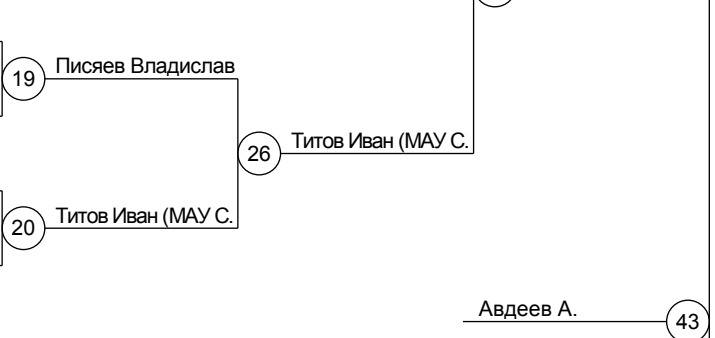 19
Писяев Владислав
26
Титов Иван (МАУ С.
20
Титов Иван (МАУ С.
Авдеев А.
43